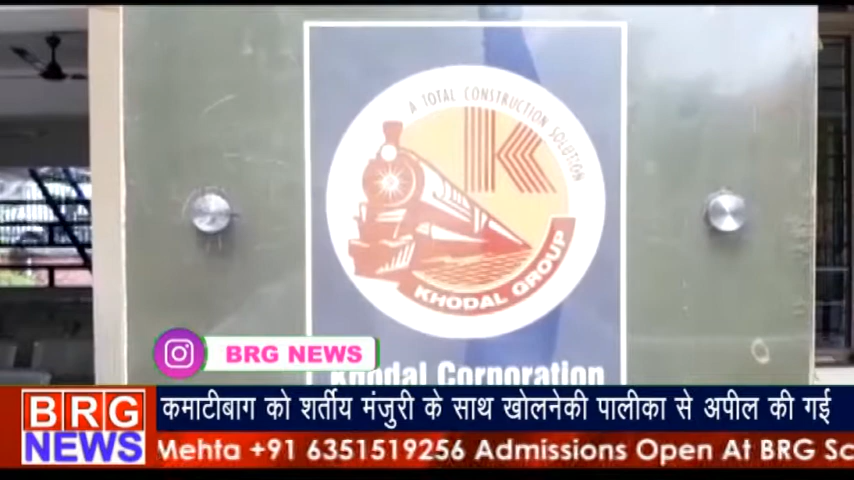 A TOTAL CONSTRUCTION SOLUTION
K
KHODAL GROUP
Khodal Corporation
BRG NEWS
BRG
NEWS
कमाटीबाग को शर्तीय मंजुरी के साथ खोलनेकी पालीका से अपील की गई
Mehta +91 6351519256 Admissions Open At BRG Sc